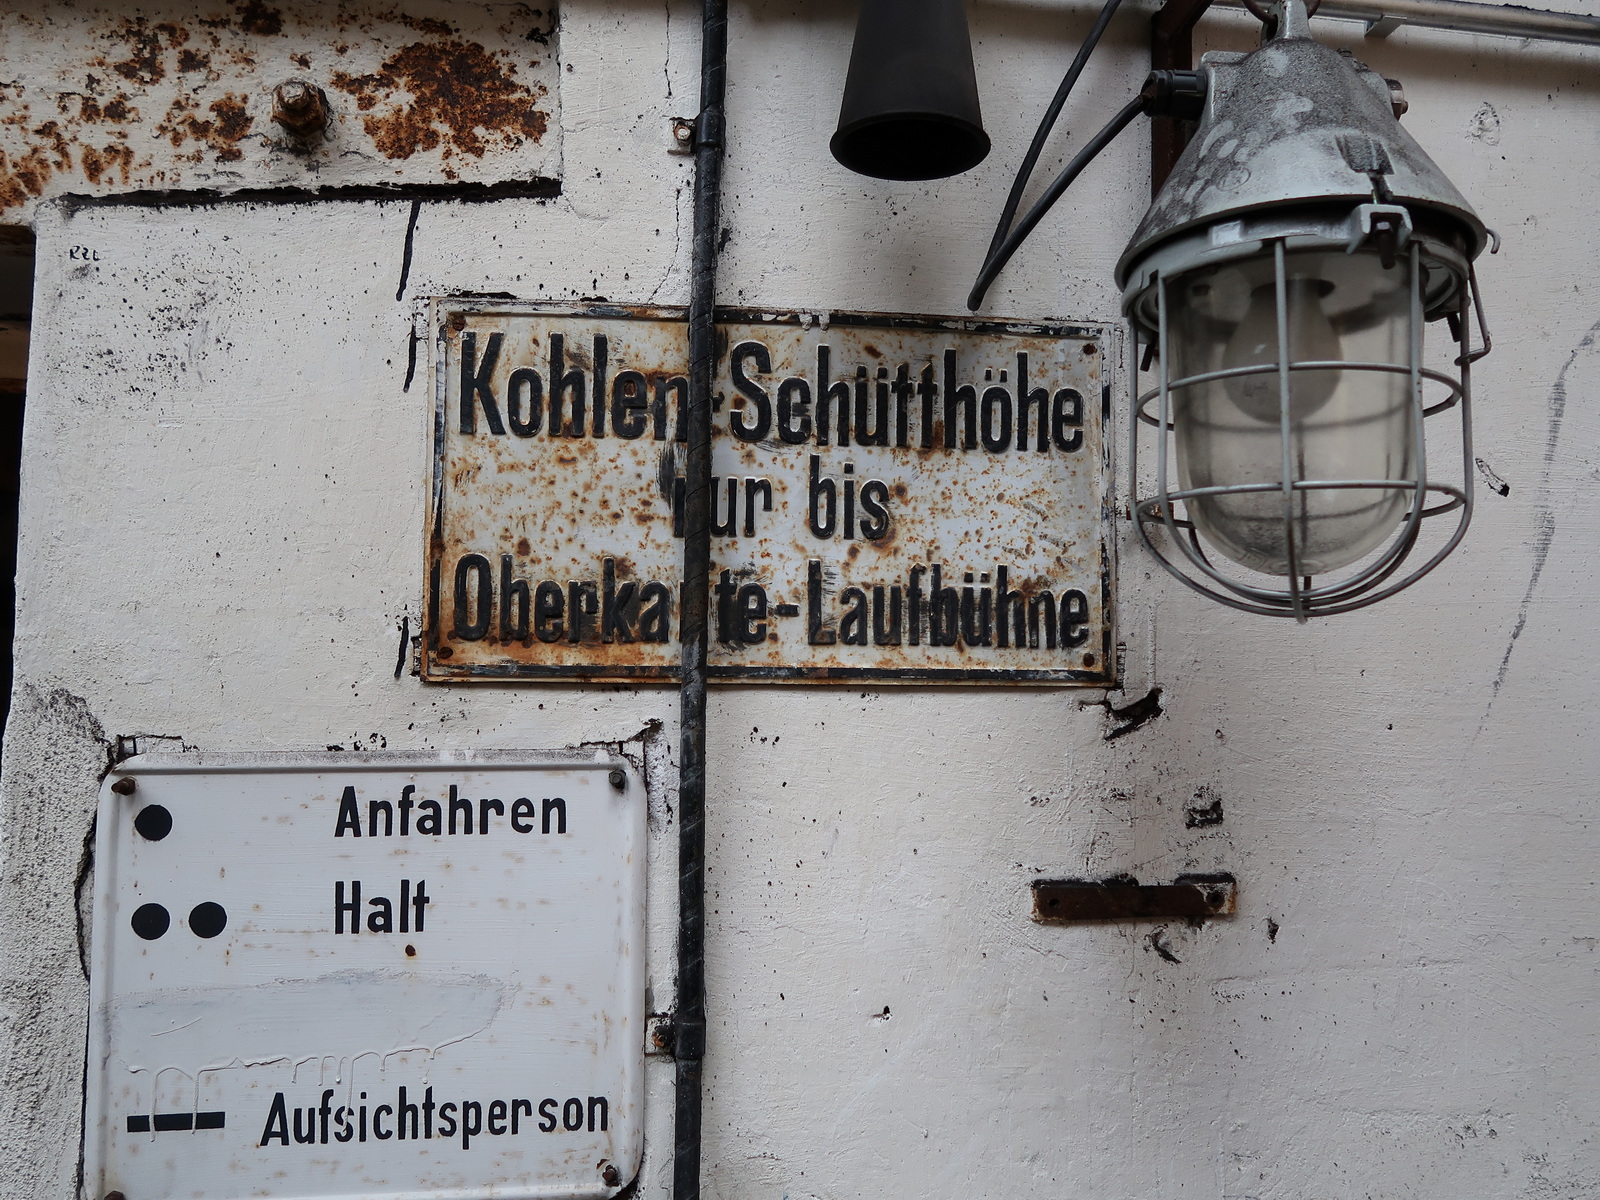 Kohlen-Schütthöhe
nur bis
Oberkante-Laufbühne
Anfahren
Halt
Aufsichtsperson